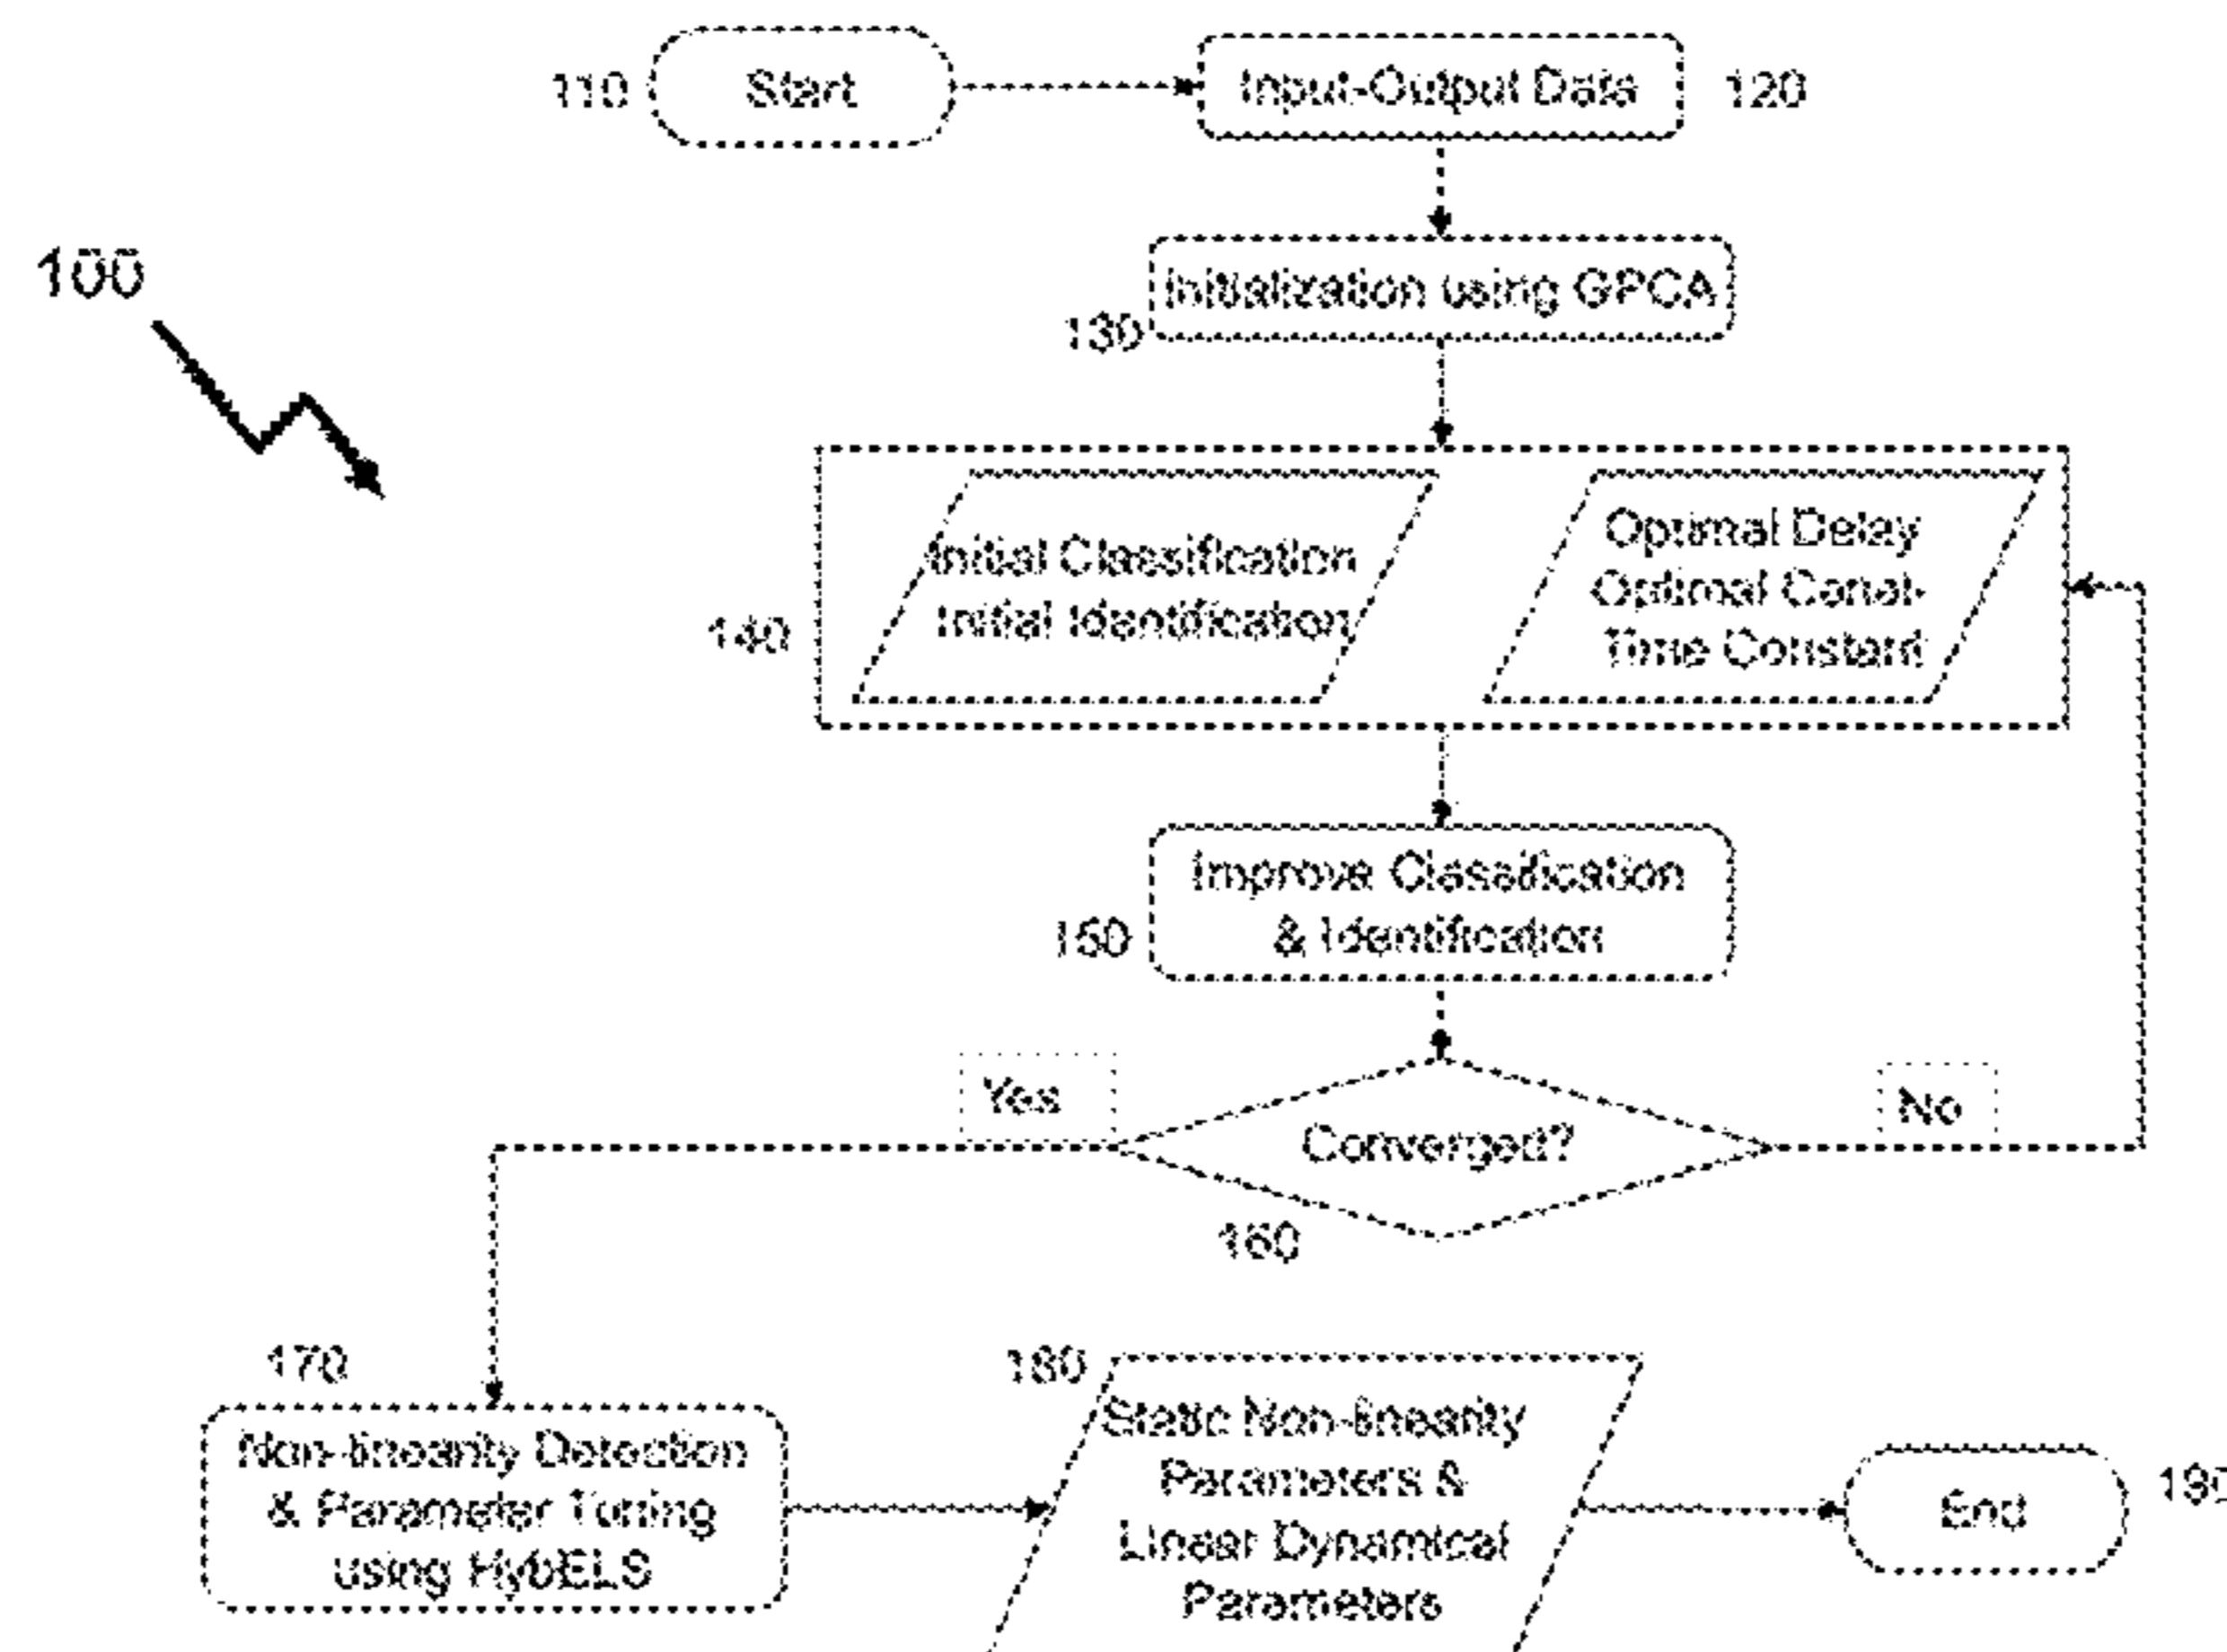 110
Start
Input-Output Data
120
100
Initialization using GPCA
130
Initial Classification
Initial Identification
Optimal Delay
Optimal Canal-
Time Constant
140
Improve Classification
& Identification
150
Yes
No
Converged?
160
170
180
Non-linearity Detection
& Parameter Tuning
using HybELS
Static Non-linearity
Parameters &
Linear Dynamical
Parameters
End
190